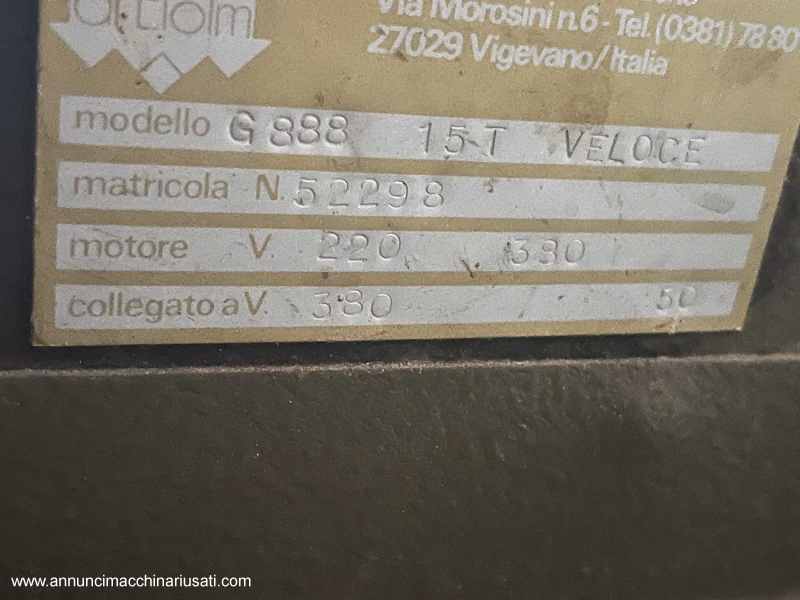 Via Morosini n.6 - Tel. (0381) 78 80
27029 Vigevano/Italia
modello G 888 15 T VELOCE
matricola N. 52298
motore V. 220 380
collegato a V. 380 50
www.annuncimacchinariusati.com